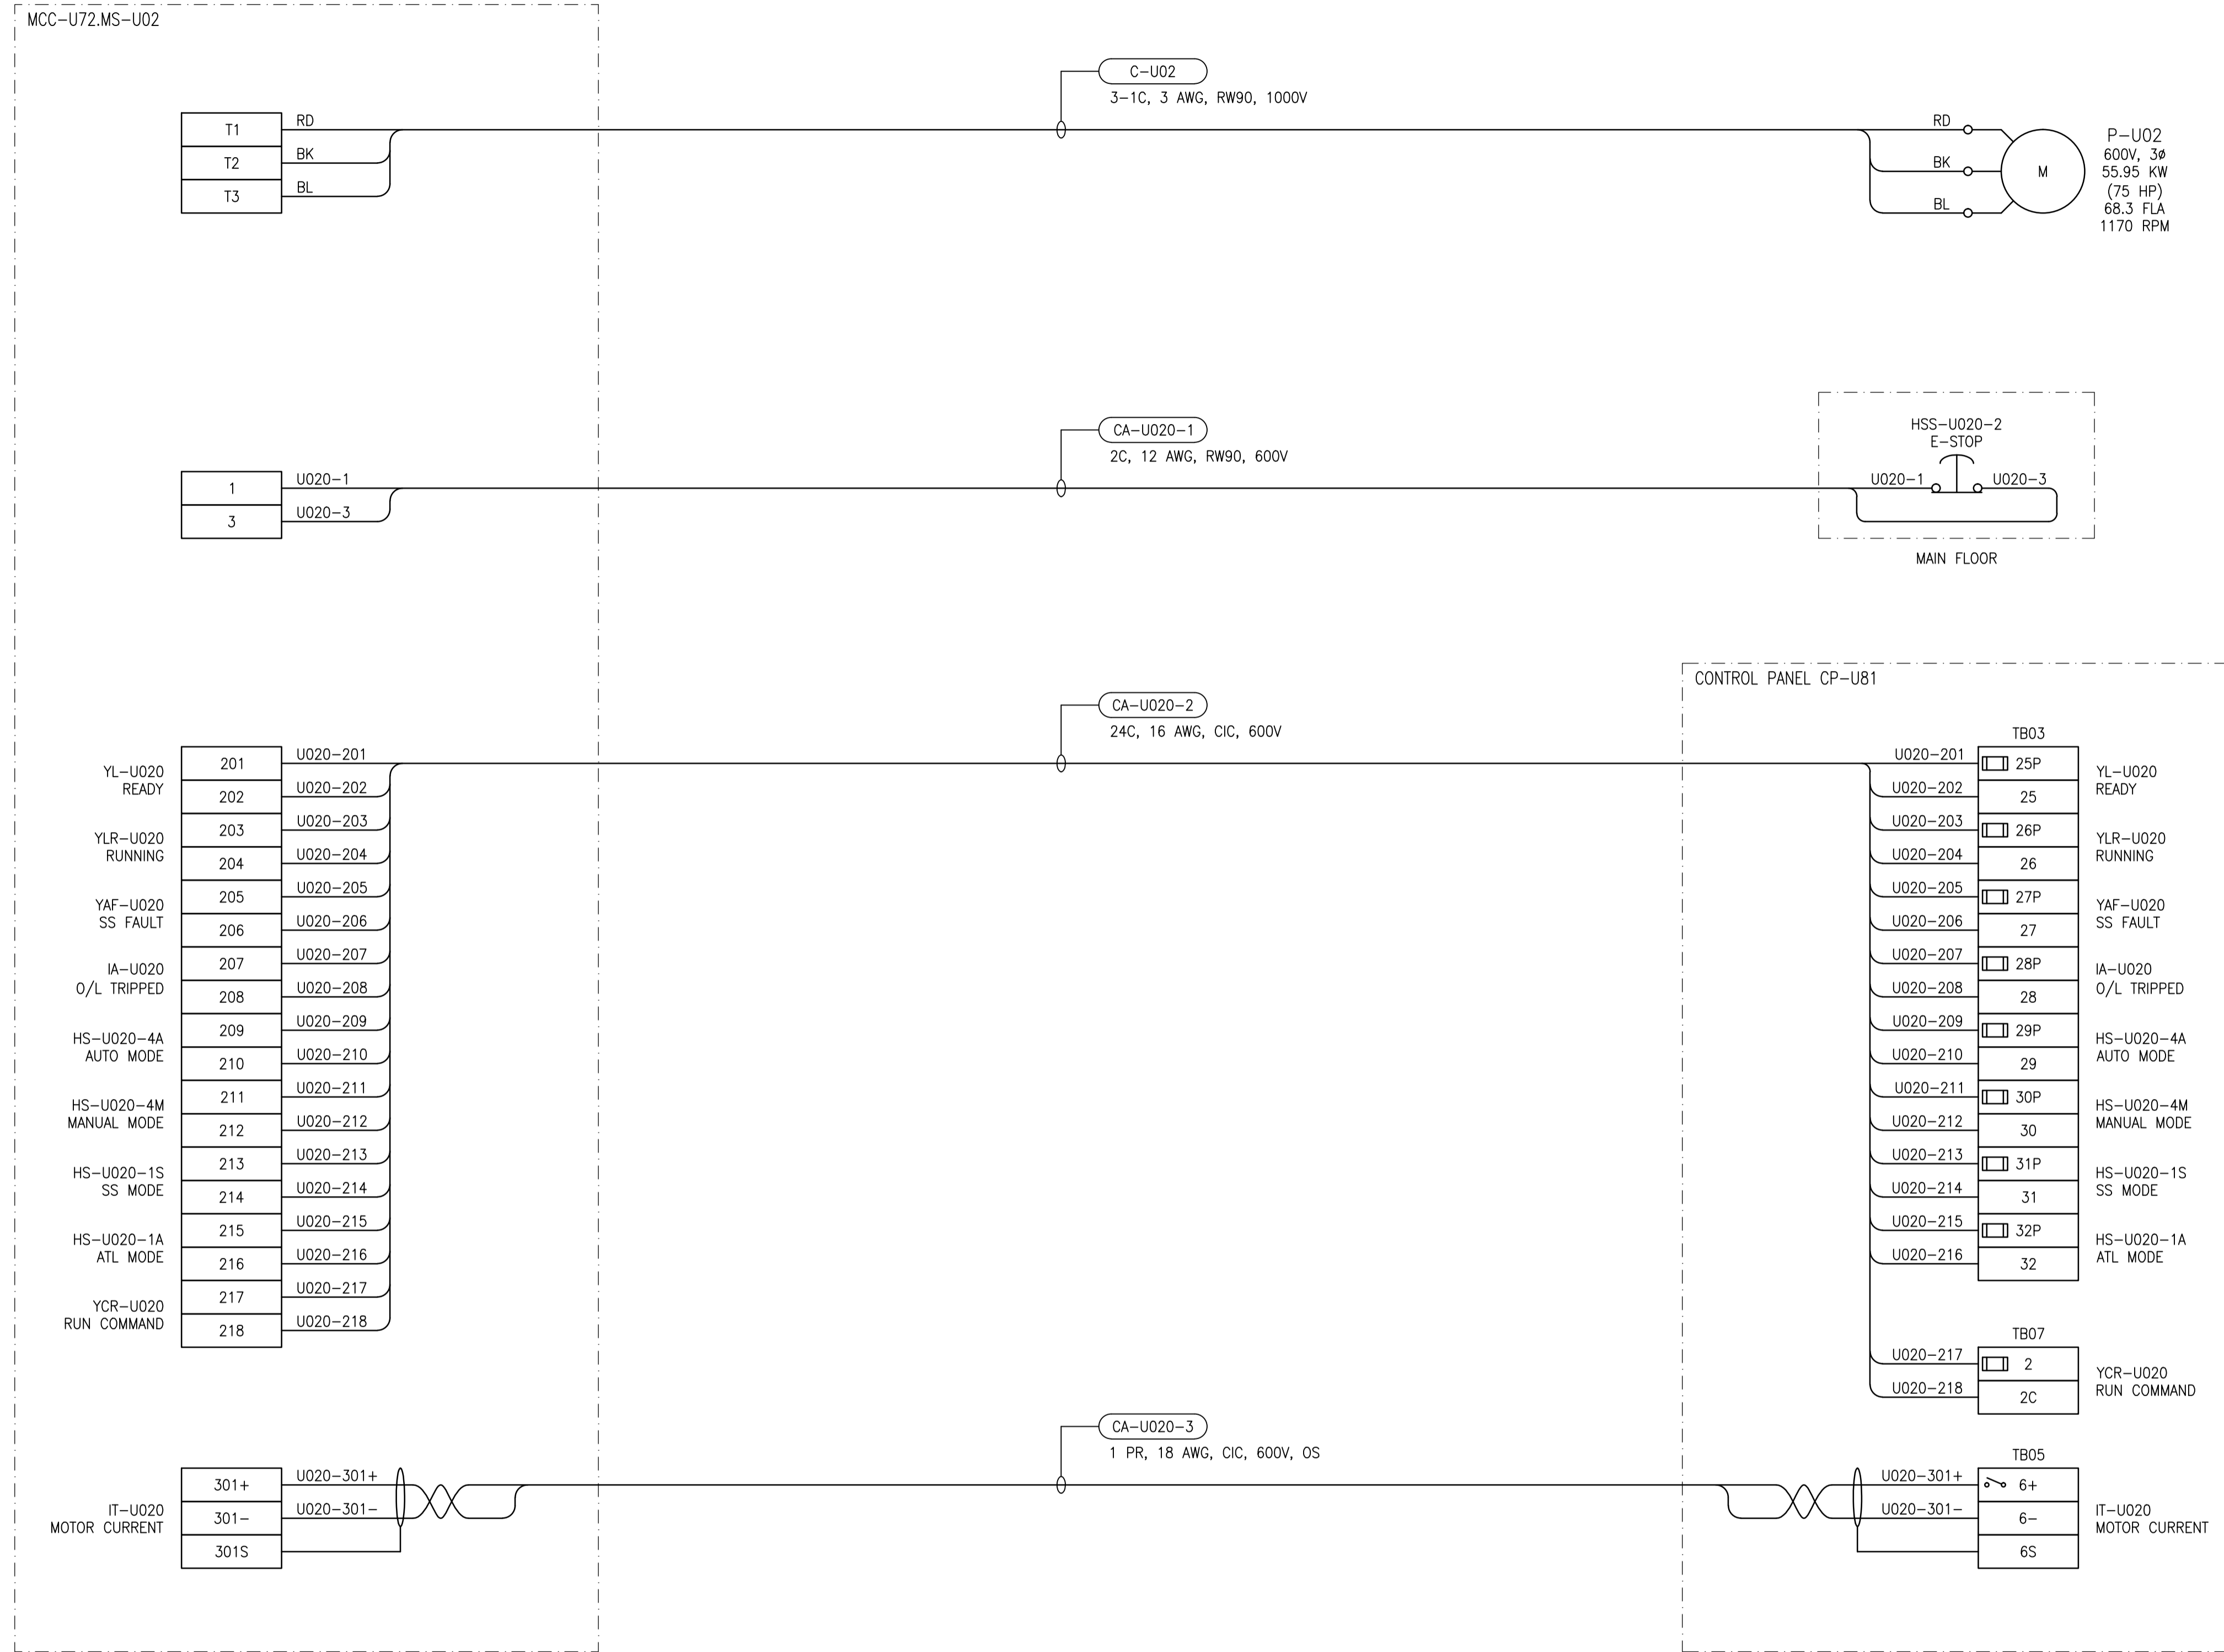 MCC-U72.MS-U02
C-U02
3-1C, 3 AWG, RW90, 1000V
T1
RD
T2
BK
T3
BL
RD
BK
BL
M
P-U02
600V, 3ø
55.95 KW
(75 HP)
68.3 FLA
1170 RPM
CA-U020-1
2C, 12 AWG, RW90, 600V
1
U020-1
3
U020-3
HSS-U020-2
E-STOP
U020-1
U020-3
MAIN FLOOR
CONTROL PANEL CP-U81
CA-U020-2
24C, 16 AWG, CIC, 600V
YL-U020
READY
YLR-U020
RUNNING
YAF-U020
SS FAULT
IA-U020
O/L TRIPPED
HS-U020-4A
AUTO MODE
HS-U020-4M
MANUAL MODE
HS-U020-1S
SS MODE
HS-U020-1A
ATL MODE
YCR-U020
RUN COMMAND
201
202
203
204
205
206
207
208
209
210
211
212
213
214
215
216
217
218
U020-201
U020-202
U020-203
U020-204
U020-205
U020-206
U020-207
U020-208
U020-209
U020-210
U020-211
U020-212
U020-213
U020-214
U020-215
U020-216
U020-217
U020-218
U020-201
U020-202
U020-203
U020-204
U020-205
U020-206
U020-207
U020-208
U020-209
U020-210
U020-211
U020-212
U020-213
U020-214
U020-215
U020-216
U020-217
U020-218
TB03
25P
25
26P
26
27P
27
28P
28
29P
29
30P
30
31P
31
32P
32
TB07
2
2C
YL-U020
READY
YLR-U020
RUNNING
YAF-U020
SS FAULT
IA-U020
O/L TRIPPED
HS-U020-4A
AUTO MODE
HS-U020-4M
MANUAL MODE
HS-U020-1S
SS MODE
HS-U020-1A
ATL MODE
YCR-U020
RUN COMMAND
CA-U020-3
1 PR, 18 AWG, CIC, 600V, OS
IT-U020
MOTOR CURRENT
301+
301-
301S
U020-301+
U020-301-
U020-301+
U020-301-
TB05
6+
6-
6S
IT-U020
MOTOR CURRENT